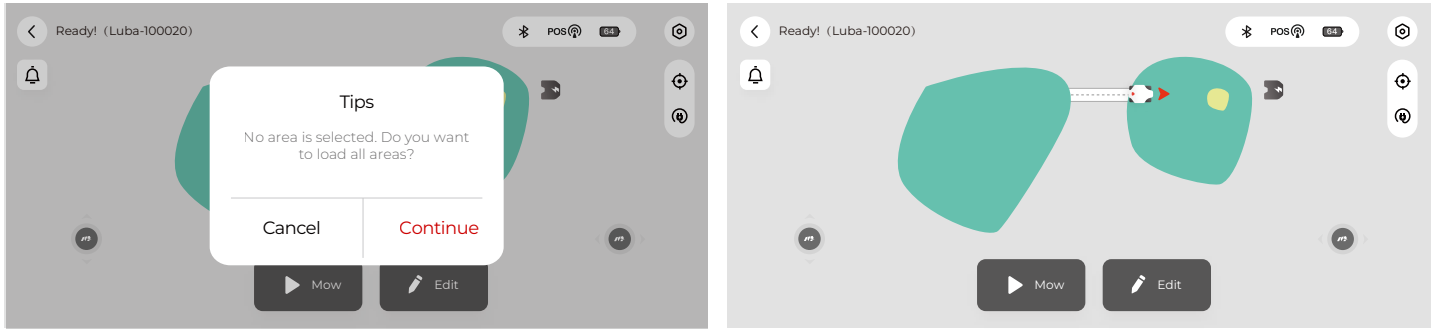 Ready!（Luba-100020）
POS
64
Tips
No area is selected. Do you want
to load all areas?
Cancel
Continue
Mow
Edit
Ready!（Luba-100020）
POS
64
Mow
Edit